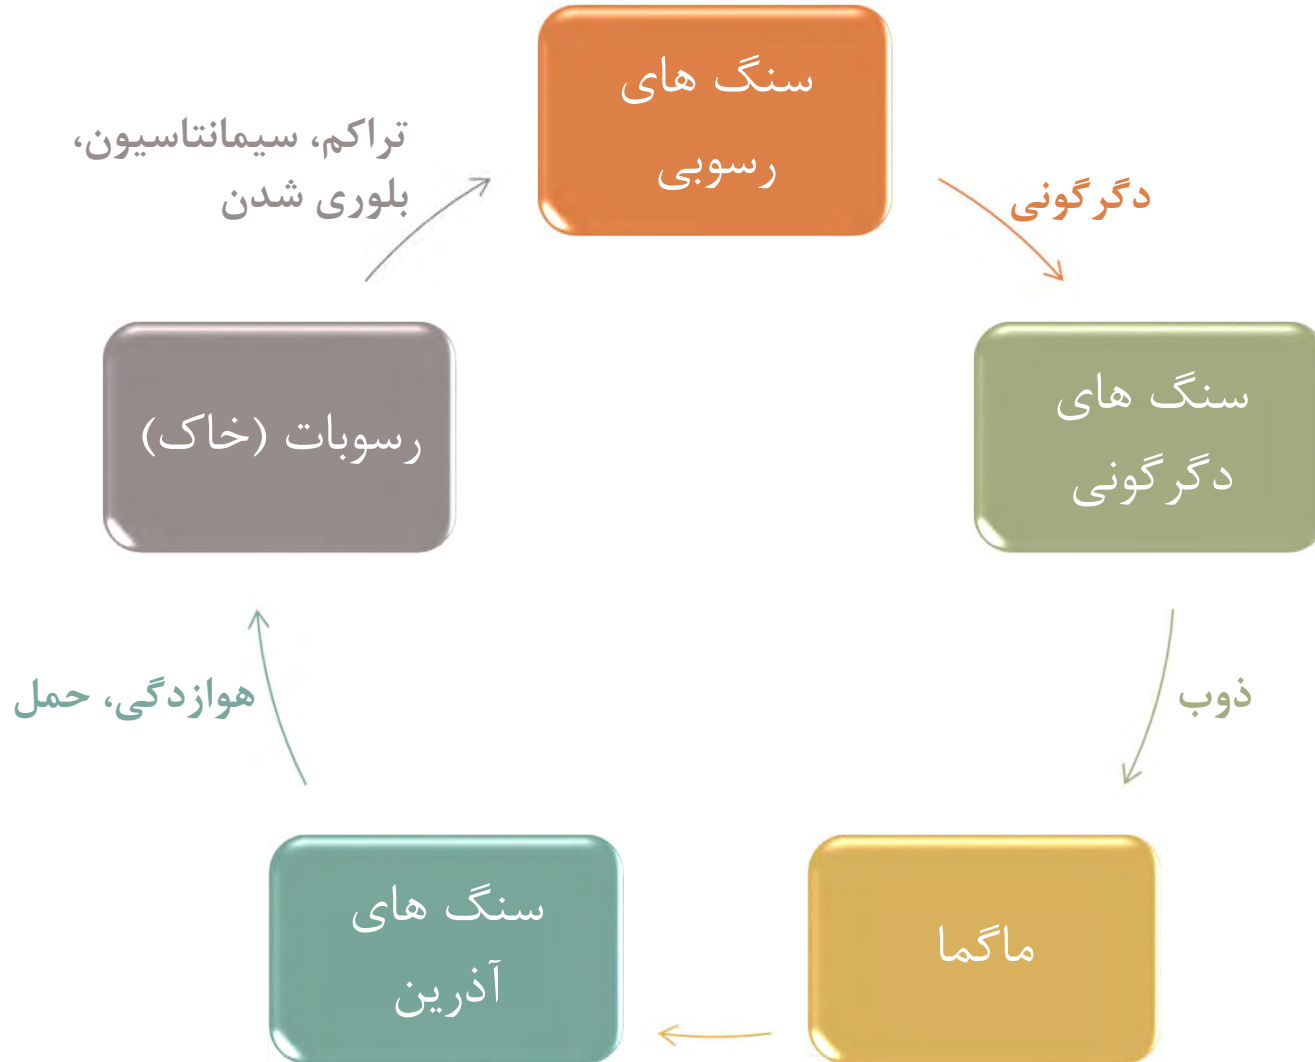 سنگ های
رسوبی
دگرگونی
سنگ های
دگرگونی
ذوب
ماگما
سنگ های
آذرین
هوازدگی، حمل
رسوبات (خاک)
تراکم، سیمانتاسیون،
بلوری شدن